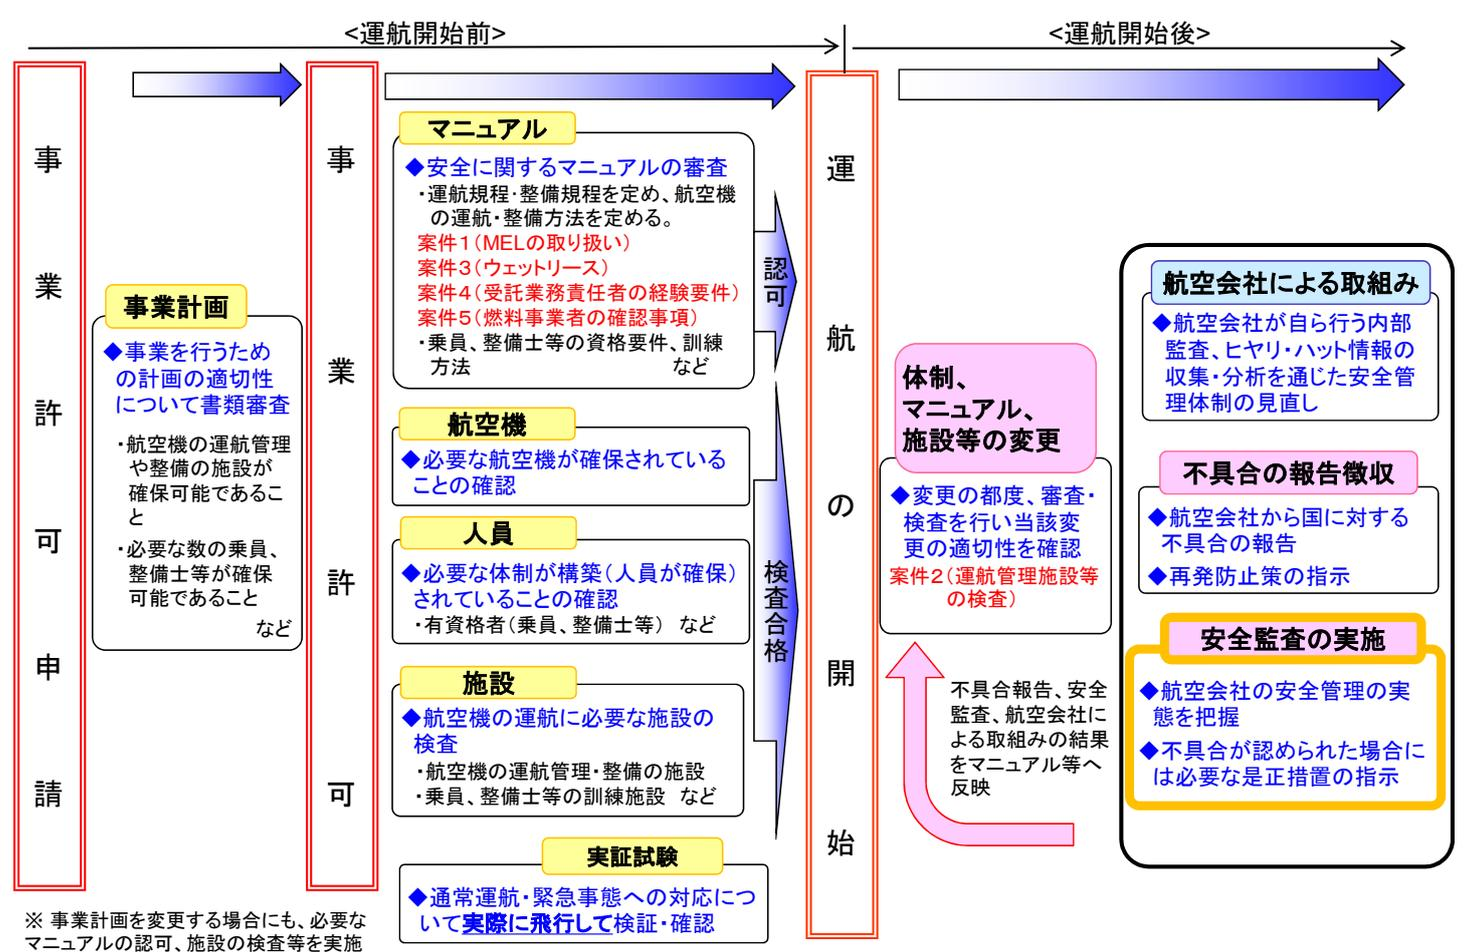 <運航開始前>
<運航開始後>
事業許可申請
事業計画
◆事業を行うため
の計画の適切性
について書類審査
・航空機の運航管理
や整備の施設が
確保可能であるこ
と
・必要な数の乗員、
整備士等が確保
可能であること
など
※ 事業計画を変更する場合にも、必要な
マニュアルの認可、施設の検査等を実施
事業許可
マニュアル
◆安全に関するマニュアルの審査
・運航規程・整備規程を定め、航空機
の運航・整備方法を定める。
案件1(MELの取り扱い)
案件3(ウェットリース)
案件4(受託業務責任者の経験要件)
案件5(燃料事業者の確認事項)
・乗員、整備士等の資格要件、訓練
方法 など
認可
航空機
◆必要な航空機が確保されている
ことの確認
人員
◆必要な体制が構築(人員が確保)
されていることの確認
・有資格者(乗員、整備士等) など
施設
◆航空機の運航に必要な施設の
検査
・航空機の運航管理・整備の施設
・乗員、整備士等の訓練施設 など
検査合格
実証試験
◆通常運航・緊急事態への対応につ
いて実際に飛行して検証・確認
運航の開始
体制、
マニュアル、
施設等の変更
◆変更の都度、審査・
検査を行い当該変
更の適切性を確認
案件2(運航管理施設等
の検査)
不具合報告、安全
監査、航空会社に
よる取組みの結果
をマニュアル等へ
反映
航空会社による取組み
◆航空会社が自ら行う内部
監査、ヒヤリ・ハット情報の
収集・分析を通じた安全管
理体制の見直し
不具合の報告徴収
◆航空会社から国に対する
不具合の報告
◆再発防止策の指示
安全監査の実施
◆航空会社の安全管理の実
態を把握
◆不具合が認められた場合に
は必要な是正措置の指示